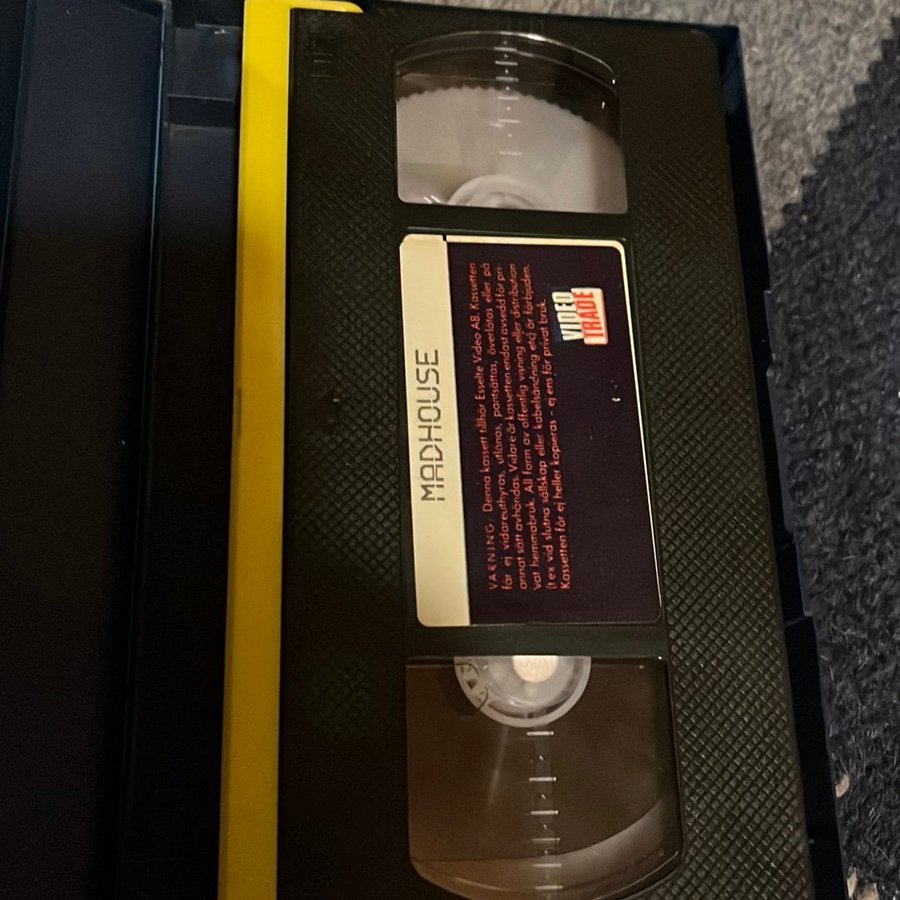 MADHOUSE
VARNING. Denna kassett tillhör Esselte Video AB. Kassetten
får ej vidareuthyras, utlånas, pantsättas, överlåtas eller på
annat sätt avhändas. Vidare är kassetten endast avsedd för pri-
vat hemmabruk. All form av offentlig visning eller distribution
(t ex vid slutna sällskap eller kabelsändning etc) är förbjuden.
Kassetten får ej heller kopieras - ej ens för privat bruk.
VIDEO
TRADE